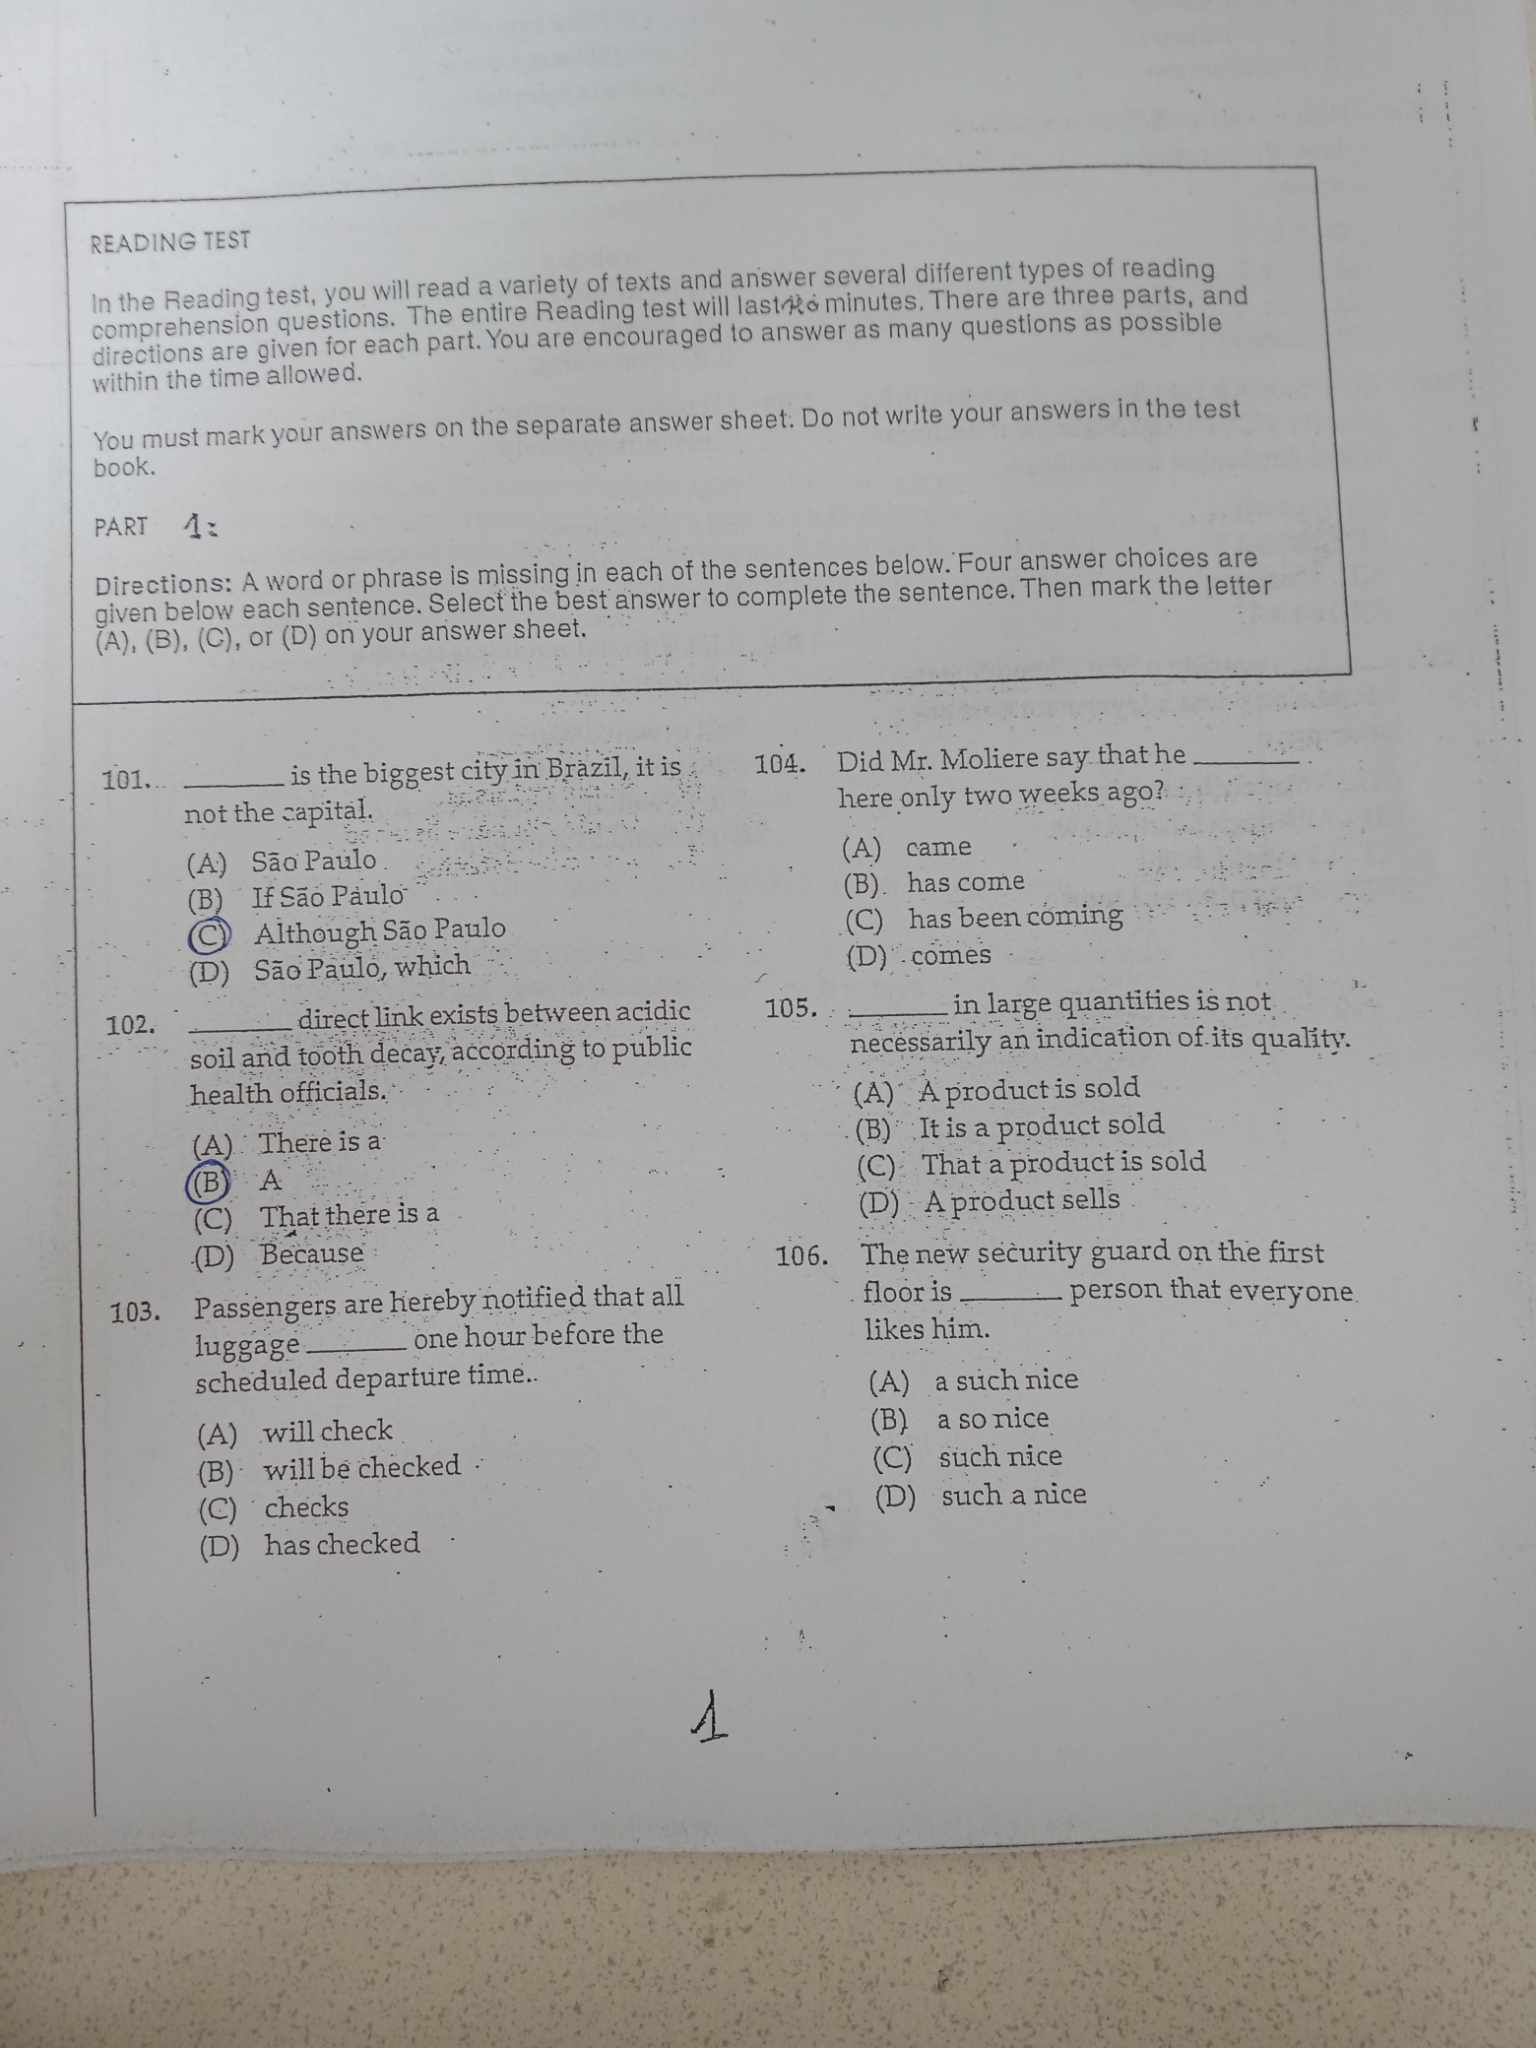 READING TEST
In the Reading test, you will read a variety of texts and answer several different types of reading
comprehension questions. The entire Reading test will last minutes. There are three parts, and
directions are given for each part. You are encouraged to answer as many questions as possible
within the time allowed.
You must mark your answers on the separate answer sheet. Do not write your answers in the test
book.
PART 1:
Directions: A word or phrase is missing in each of the sentences below. Four answer choices are
given below each sentence. Select the best answer to complete the sentence. Then mark the letter
(A), (B), (C), or (D) on your answer sheet.
101. _______ is the biggest city in Brazil, it is
not the capital.
(A) São Paulo
(B) If São Paulo
(C) Although São Paulo
(D) São Paulo, which
102. _______ direct link exists between acidic
soil and tooth decay, according to public
health officials.
(A) There is a
(B) A
(C) That there is a
(D) Because
103. Passengers are hereby notified that all
luggage _______ one hour before the
scheduled departure time.
(A) will check
(B) will be checked
(C) checks
(D) has checked
104. Did Mr. Moliere say that he _______
here only two weeks ago?
(A) came
(B) has come
(C) has been coming
(D) comes
105. _______ in large quantities is not
necessarily an indication of its quality.
(A) A product is sold
(B) It is a product sold
(C) That a product is sold
(D) A product sells
106. The new security guard on the first
floor is _______ person that everyone
likes him.
(A) a such nice
(B) a so nice
(C) such nice
(D) such a nice
1